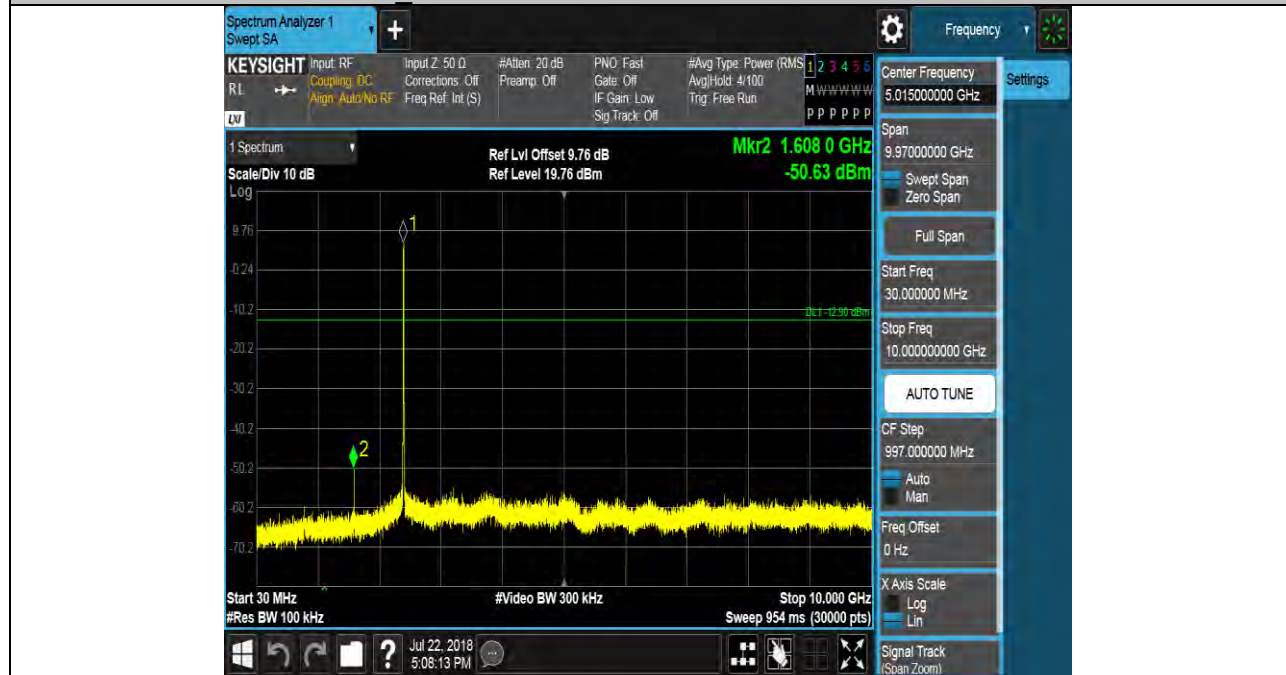 Spectrum Analyzer 1
Swept SA
+
Frequency
KEYSIGHT
RL
LXI
Input: RF
Coupling: DC
Align: Auto/No RF
Input Z: 50 Ω
Corrections: Off
Freq Ref: Int (S)
#Atten: 20 dB
Preamp: Off
PNO: Fast
Gate: Off
IF Gain: Low
Sig Track: Off
#Avg Type: Power (RMS
Avg|Hold: 4/100
Trig: Free Run
1 2 3 4 5 6
M W W W W W
P P P P P P
1 Spectrum
Scale/Div 10 dB
Ref Lvl Offset 9.76 dB
Ref Level 19.76 dBm
Mkr2 1.608 0 GHz
-50.63 dBm
Log
1
9.76
-0.24
-10.2
DL1 -12.90 dBm
-20.2
-30.2
-40.2
2
-50.2
-60.2
-70.2
Start 30 MHz
#Res BW 100 kHz
#Video BW 300 kHz
Stop 10.000 GHz
Sweep 954 ms (30000 pts)
?
Jul 22, 2018
5:08:13 PM
Center Frequency
5.015000000 GHz
Settings
Span
9.97000000 GHz
Swept Span
Zero Span
Full Span
Start Freq
30.000000 MHz
Stop Freq
10.000000000 GHz
AUTO TUNE
CF Step
997.000000 MHz
Auto
Man
Freq Offset
0 Hz
X Axis Scale
Log
Lin
Signal Track
(Span Zoom)